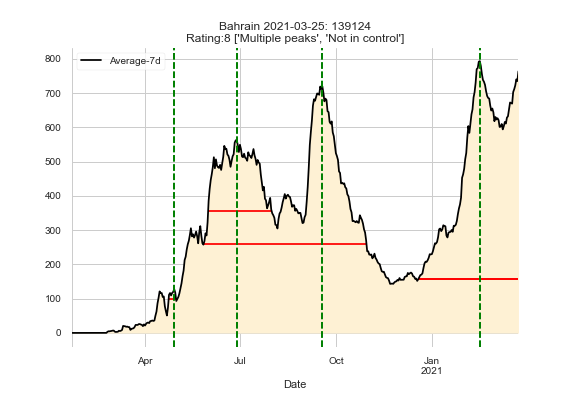 Bahrain 2021-03-25: 139124
Rating:8 ['Multiple peaks', 'Not in control']
Average-7d
800
700
600
500
400
300
200
100
0
Apr
Jul
Oct
Jan
2021
Date